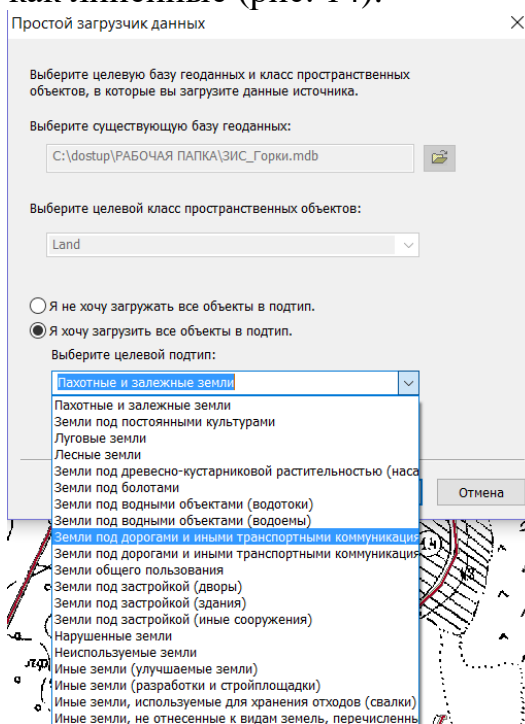 как линейные (рис. 14).
Простой загрузчик данных
Выберите целевую базу геоданных и класс пространственных
объектов, в которые вы загрузите данные источника.
Выберите существующую базу геоданных:
C:\dostup\РАБОЧАЯ ПАПКА\ЗИС_Горки.mdb
Выберите целевой класс пространственных объектов:
Land
Я не хочу загружать все объекты в подтип.
Я хочу загрузить все объекты в подтип.
Выберите целевой подтип:
Пахотные и залежные земли
Пахотные и залежные земли
Земли под постоянными культурами
Луговые земли
Лесные земли
Земли под древесно-кустарниковой растительностью (наса
Земли под болотами
Земли под водными объектами (водотоки)
Отмена
Земли под водными объектами (водоемы)
Земли под дорогами и иными транспортными коммуникация
Земли под дорогами и иными транспортными коммуникация
Земли общего пользования
Земли под застройкой (дворы)
Земли под застройкой (здания)
Земли под застройкой (иные сооружения)
Нарушенные земли
Неиспользуемые земли
Иные земли (улучшаемые земли)
Иные земли (разработки и стройплощадки)
Иные земли, используемые для хранения отходов (свалки)
Иные земли, не отнесенные к видам земель, перечисленны